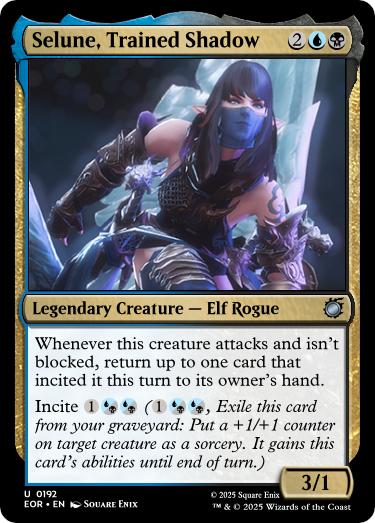 Selune, Trained Shadow 2
Legendary Creature — Elf Rogue
Whenever this creature attacks and isn't
blocked, return up to one card that
incited it this turn to its owner's hand.
Incite 1 (1, Exile this card
from your graveyard: Put a +1/+1 counter
on target creature as a sorcery. It gains
this card's abilities until end of turn.)
3/1
U 0192
EOR • EN Square Enix
© 2025 Square Enix
™ & © 2025 Wizards of the Coast